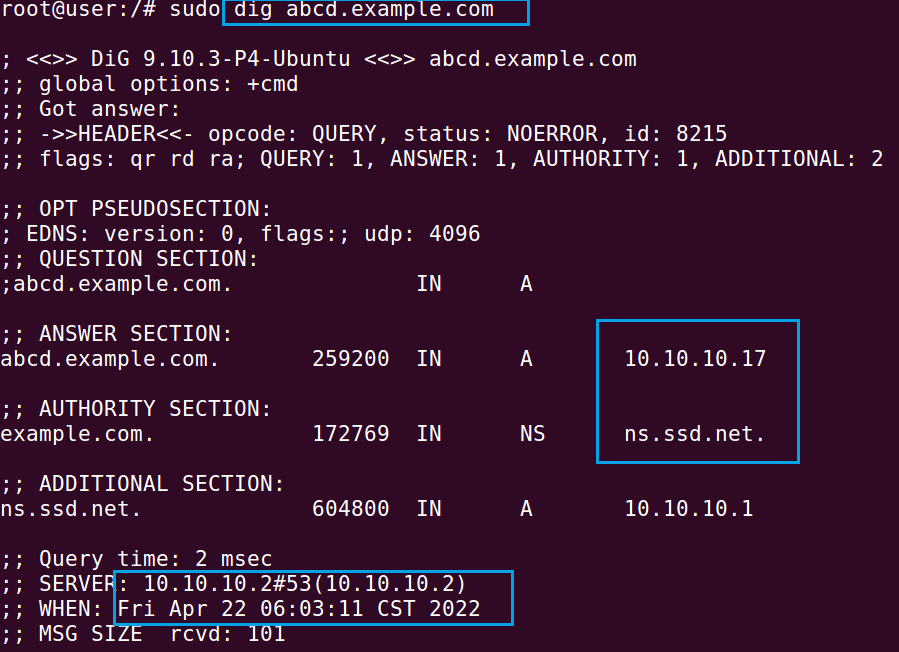 root@user:/# sudo dig abcd.example.com
; <<>> DiG 9.10.3-P4-Ubuntu <<>> abcd.example.com
;; global options: +cmd
;; Got answer:
;; ->>HEADER<<- opcode: QUERY, status: NOERROR, id: 8215
;; flags: qr rd ra; QUERY: 1, ANSWER: 1, AUTHORITY: 1, ADDITIONAL: 2
;; OPT PSEUDOSECTION:
; EDNS: version: 0, flags:; udp: 4096
;; QUESTION SECTION:
;abcd.example.com. IN A
;; ANSWER SECTION:
abcd.example.com. 259200 IN A 10.10.10.17
;; AUTHORITY SECTION:
example.com. 172769 IN NS ns.ssd.net.
;; ADDITIONAL SECTION:
ns.ssd.net. 604800 IN A 10.10.10.1
;; Query time: 2 msec
;; SERVER: 10.10.10.2#53(10.10.10.2)
;; WHEN: Fri Apr 22 06:03:11 CST 2022
;; MSG SIZE rcvd: 101